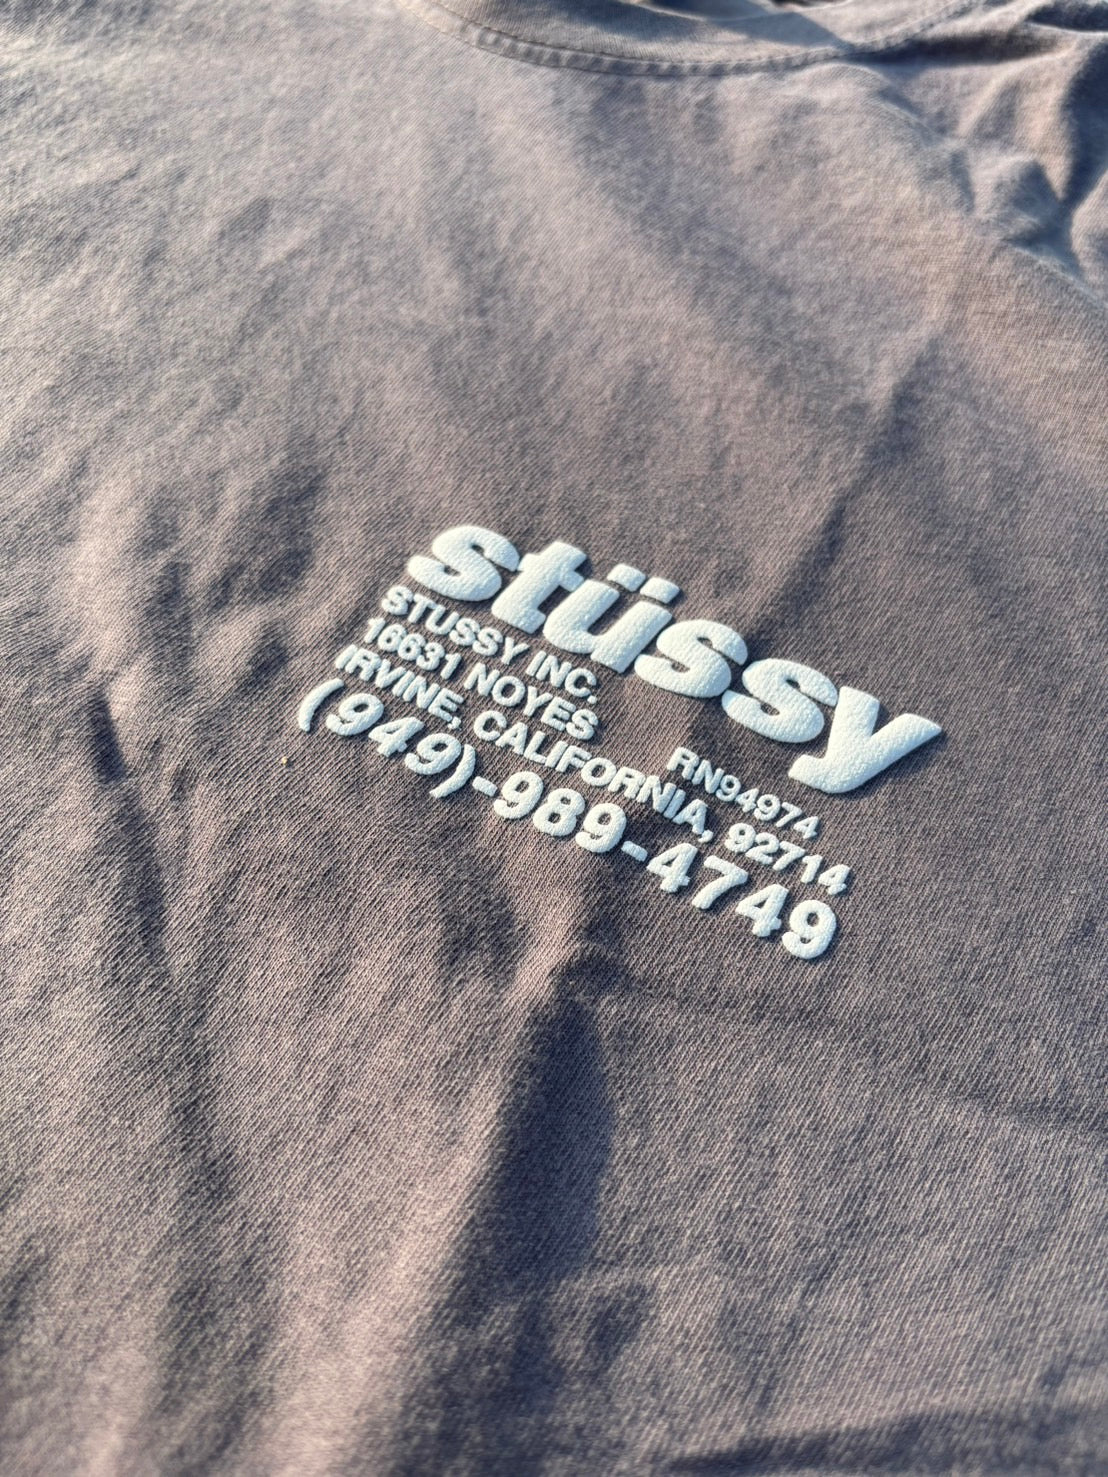 stüssy
STUSSY INC.
16631 NOYES RN94974
IRVINE, CALIFORNIA, 92714
(949)-989-4749